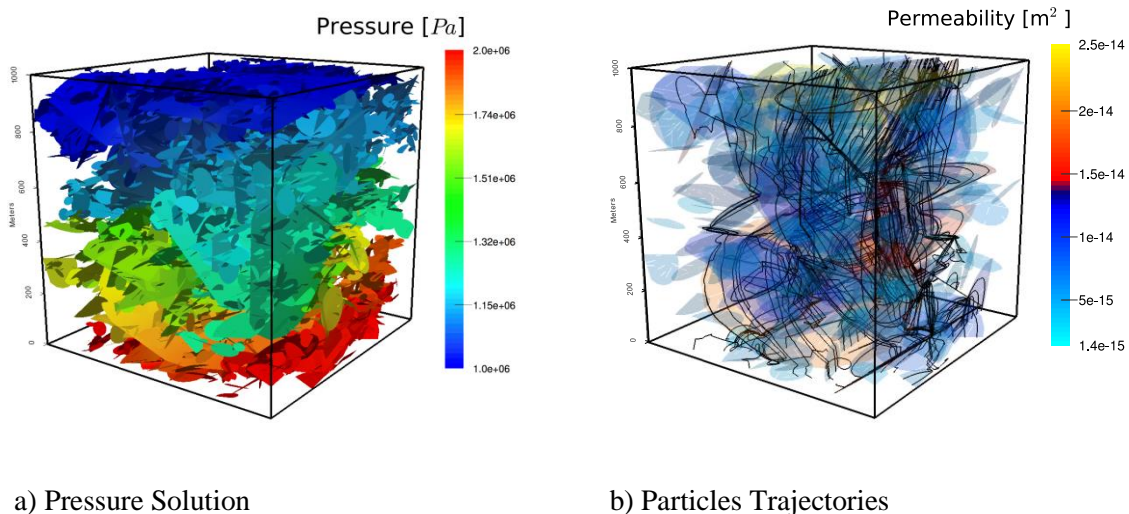 Pressure [Pa]
2.0e+06
1.74e+06
1.51e+06
1.32e+06
1.15e+06
1.0e+06
1000
800
600
400
200
0
Meters
Permeability [m²]
2.5e-14
2e-14
1.5e-14
1e-14
5e-15
1.4e-15
1000
800
600
400
200
0
Meters
a) Pressure Solution
b) Particles Trajectories